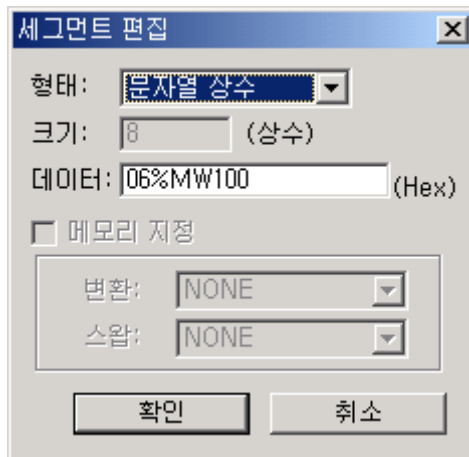 세그먼트 편집
형태: 문자열 상수
크기: 8 (상수)
데이터: 06%MW100 (Hex)
메모리 지정
변환: NONE
스왑: NONE
확인 취소